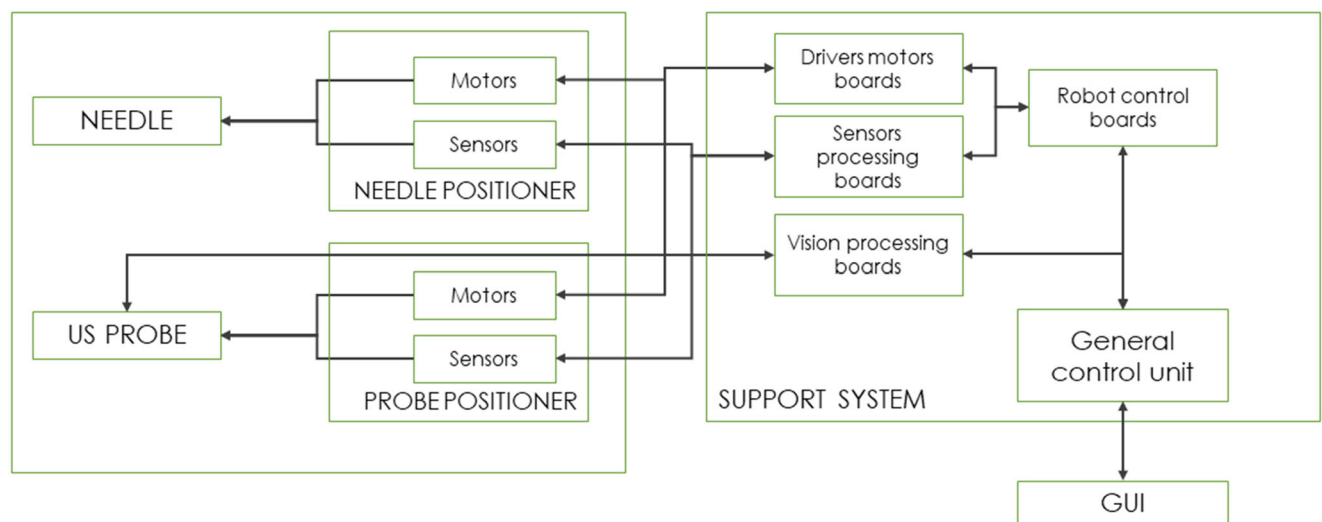 NEEDLE
Motors
Sensors
NEEDLE POSITIONER
US PROBE
Motors
Sensors
PROBE POSITIONER
Drivers motors
boards
Sensors
processing
boards
Vision processing
boards
Robot control
boards
General
control unit
SUPPORT SYSTEM
GUI